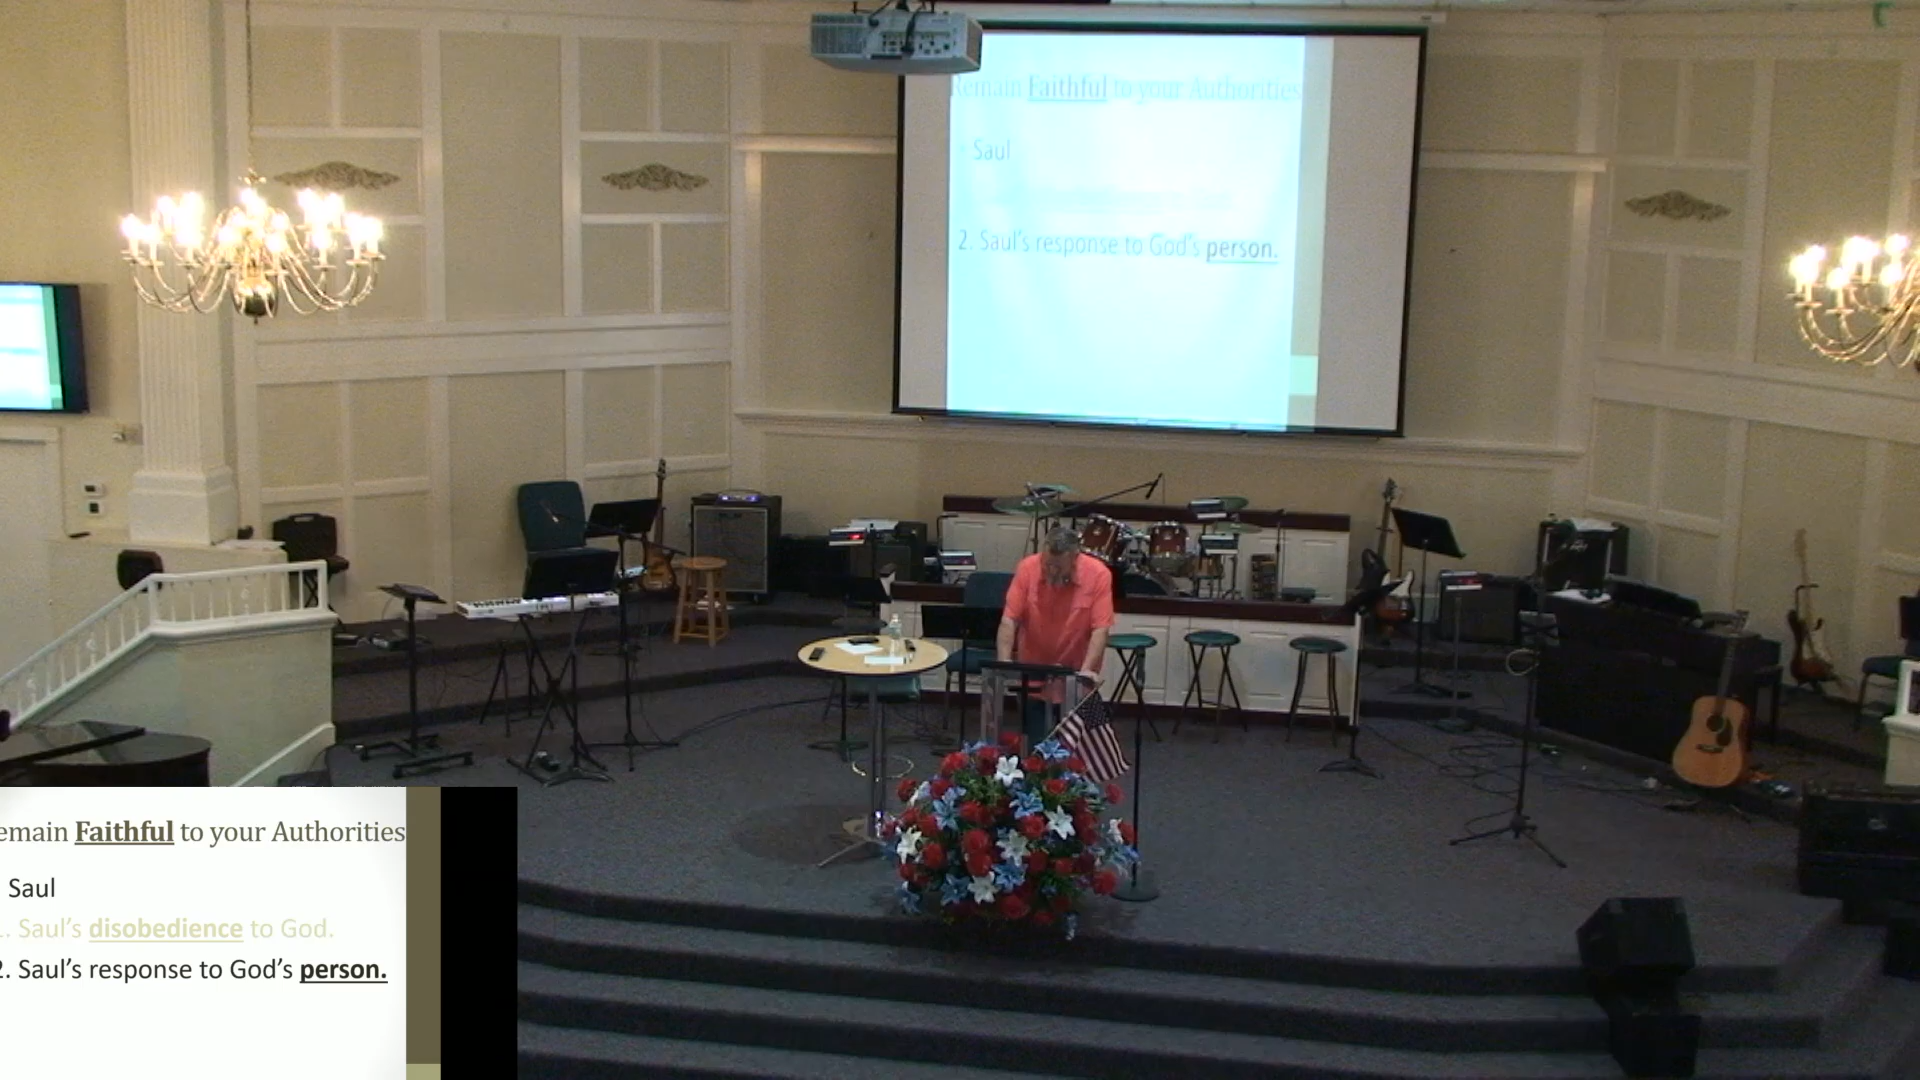 Remain Faithful to your Authorities
Saul
2. Saul's response to God's person.
emain Faithful to your Authorities
Saul
. Saul's disobedience to God.
2. Saul's response to God's person.